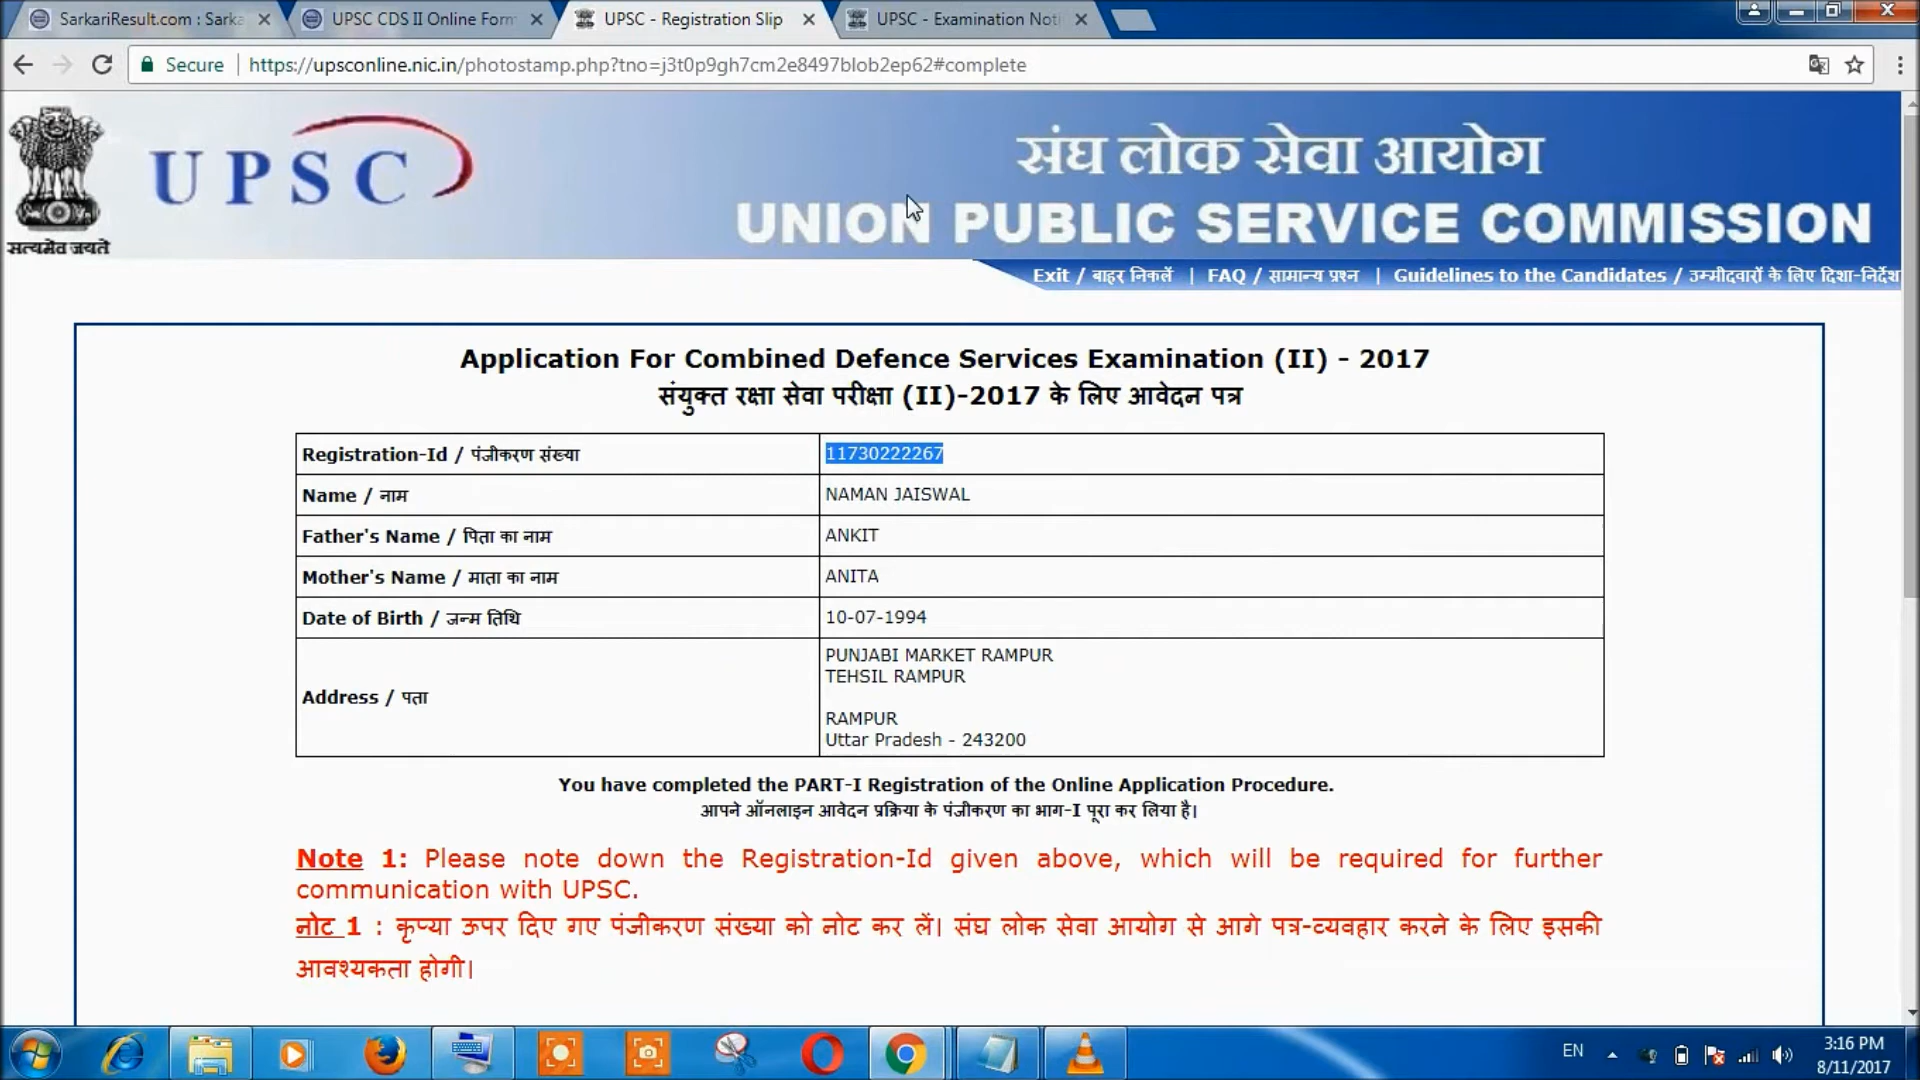 SarkariResult.com : Sarka
UPSC CDS II Online Form
UPSC - Registration Slip
UPSC - Examination Noti
Secure
https://upsconline.nic.in/photostamp.php?tno=j3t0p9gh7cm2e8497blob2ep62#complete
UPSC
सत्यमेव जयते
संघ लोक सेवा आयोग
UNION PUBLIC SERVICE COMMISSION
Exit / बाहर निकलें | FAQ / सामान्य प्रश्न | Guidelines to the Candidates / उम्मीदवारों के लिए दिशा-निर्देश
Application For Combined Defence Services Examination (II) - 2017
संयुक्त रक्षा सेवा परीक्षा (II)-2017 के लिए आवेदन पत्र
Registration-Id / पंजीकरण संख्या 11730222267
Name / नाम NAMAN JAISWAL
Father's Name / पिता का नाम ANKIT
Mother's Name / माता का नाम ANITA
Date of Birth / जन्म तिथि 10-07-1994
Address / पता
PUNJABI MARKET RAMPUR
TEHSIL RAMPUR
RAMPUR
Uttar Pradesh - 243200
You have completed the PART-I Registration of the Online Application Procedure.
आपने ऑनलाइन आवेदन प्रक्रिया के पंजीकरण का भाग-I पूरा कर लिया है।
Note 1: Please note down the Registration-Id given above, which will be required for further
communication with UPSC.
नोट 1 : कृप्या ऊपर दिए गए पंजीकरण संख्या को नोट कर लें। संघ लोक सेवा आयोग से आगे पत्र-व्यवहार करने के लिए इसकी
आवश्यकता होगी।
EN
3:16 PM
8/11/2017